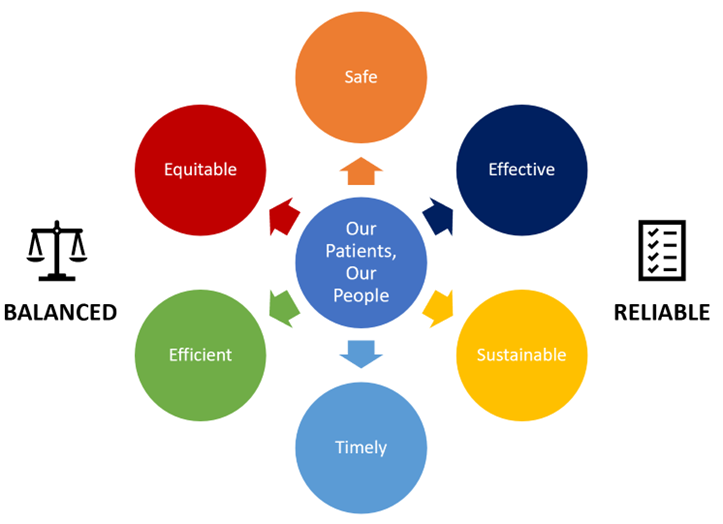 Safe
Equitable
Effective
Our
Patients,
Our
People
BALANCED
RELIABLE
Efficient
Sustainable
Timely